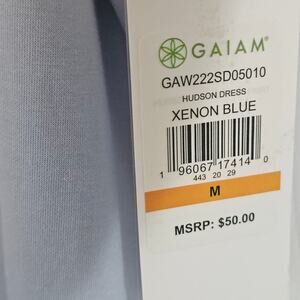 GAIAM®
GAW222SD05010
HUDSON DRESS
XENON BLUE
1 96067 17414 0
443 20 29
M
MSRP: $50.00